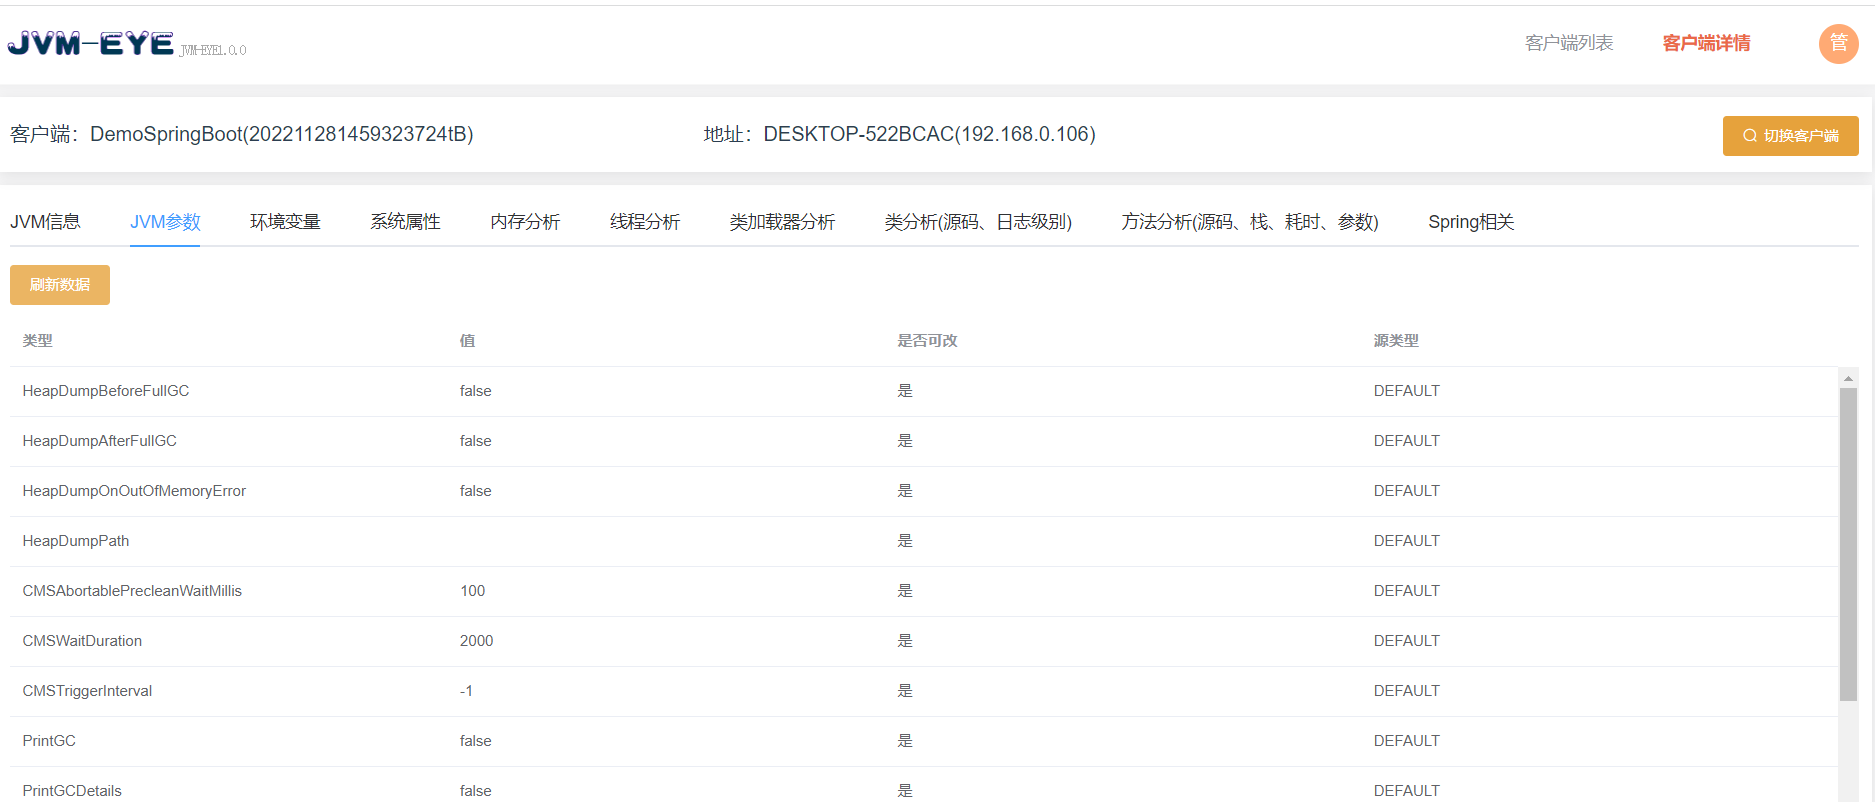 JVM-EYE JVM-EYE1.0.0 客户端列表 客户端详情 管
客户端：DemoSpringBoot(202211281459323724tB) 地址：DESKTOP-522BCAC(192.168.0.106) 切换客户端
JVM信息 JVM参数 环境变量 系统属性 内存分析 线程分析 类加载器分析 类分析(源码、日志级别) 方法分析(源码、栈、耗时、参数) Spring相关
刷新数据
类型 值 是否可改 源类型
HeapDumpBeforeFullGC false 是 DEFAULT
HeapDumpAfterFullGC false 是 DEFAULT
HeapDumpOnOutOfMemoryError false 是 DEFAULT
HeapDumpPath 是 DEFAULT
CMSAbortablePrecleanWaitMillis 100 是 DEFAULT
CMSWaitDuration 2000 是 DEFAULT
CMSTriggerInterval -1 是 DEFAULT
PrintGC false 是 DEFAULT
PrintGCDetails false 是 DEFAULT